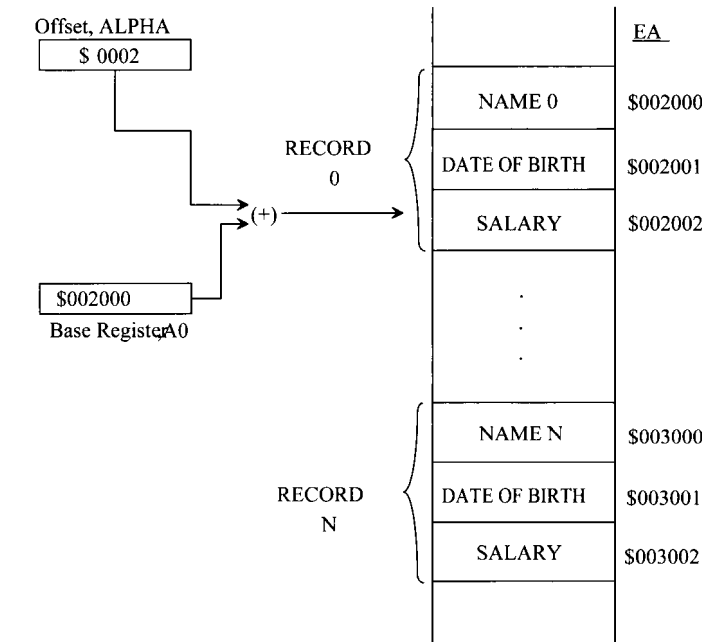 Offset, ALPHA
$ 0002
EA
NAME 0
$002000
RECORD
0
DATE OF BIRTH
$002001
(+)
SALARY
$002002
$002000
Base Register,A0
.
.
.
NAME N
$003000
RECORD
N
DATE OF BIRTH
$003001
SALARY
$003002